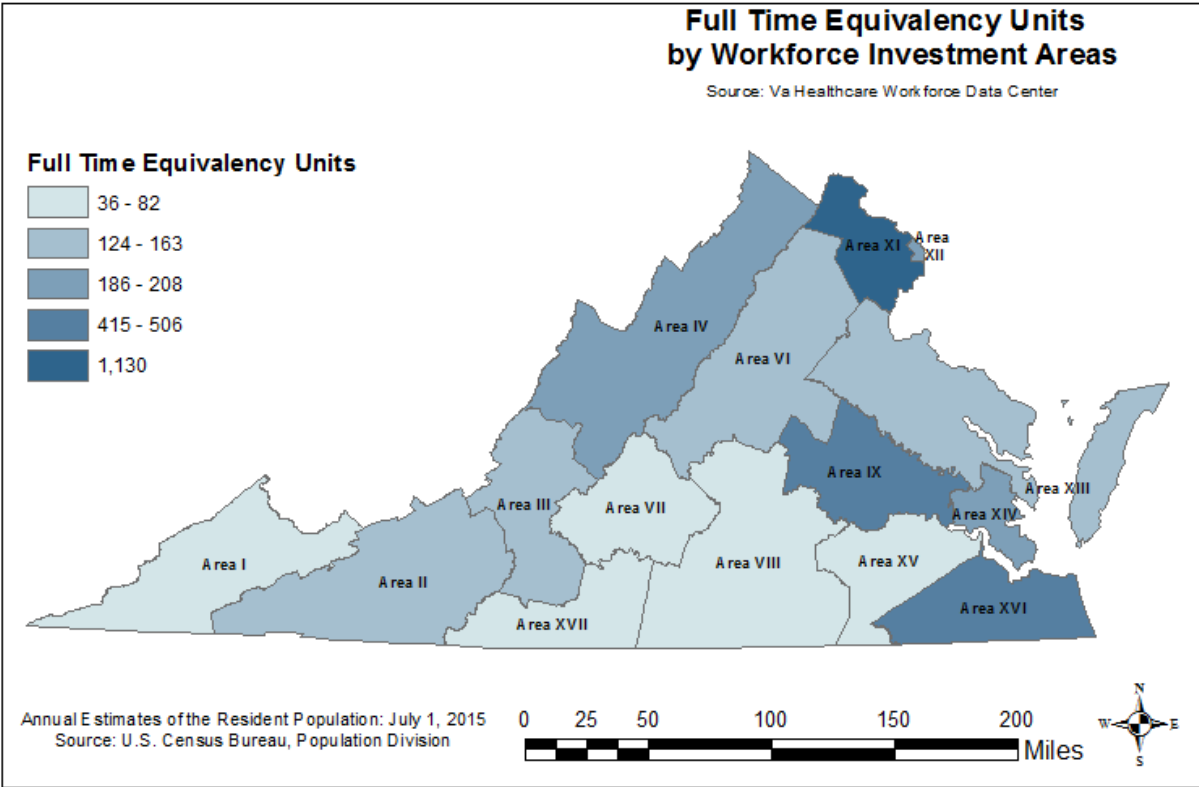 Full Time Equivalency Units
by Workforce Investment Areas
Source: Va Healthcare Workforce Data Center
Full Time Equivalency Units
36 - 82
124 - 163
186 - 208
415 - 506
1,130
Area XI
Area
XII
Area IV
Area VI
Area IX
Area III
Area VII
Area XIII
Area XIV
Area I
Area II
Area VIII
Area XV
Area XVII
Area XVI
Annual Estimates of the Resident Population: July 1, 2015
Source: U.S. Census Bureau, Population Division
0 25 50 100 150 200
Miles
N
W E
S